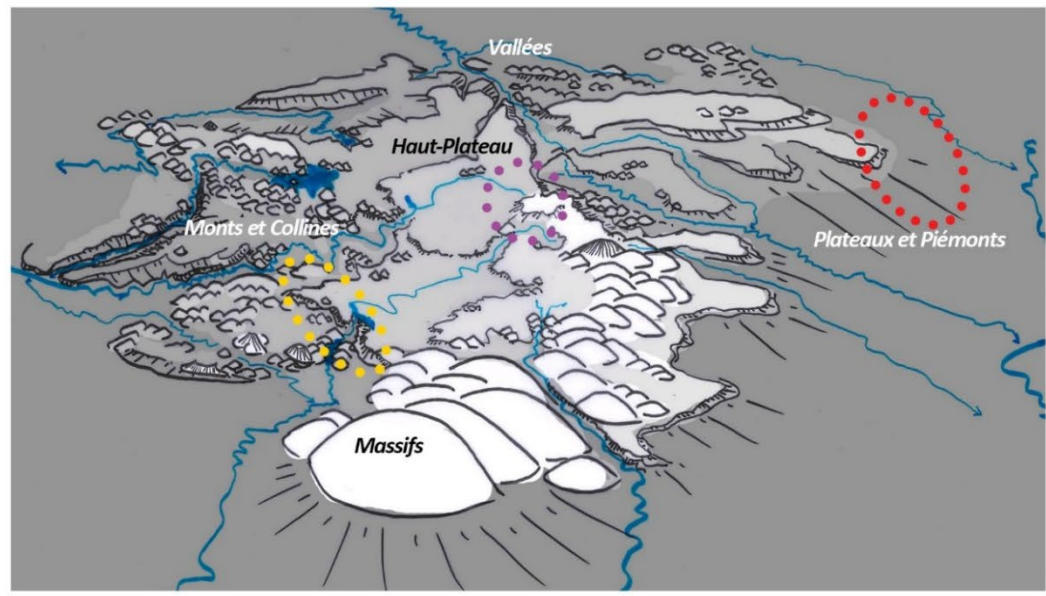 Vallées
Haut-Plateau
Monts et Collines
Plateaux et Piémonts
Massifs